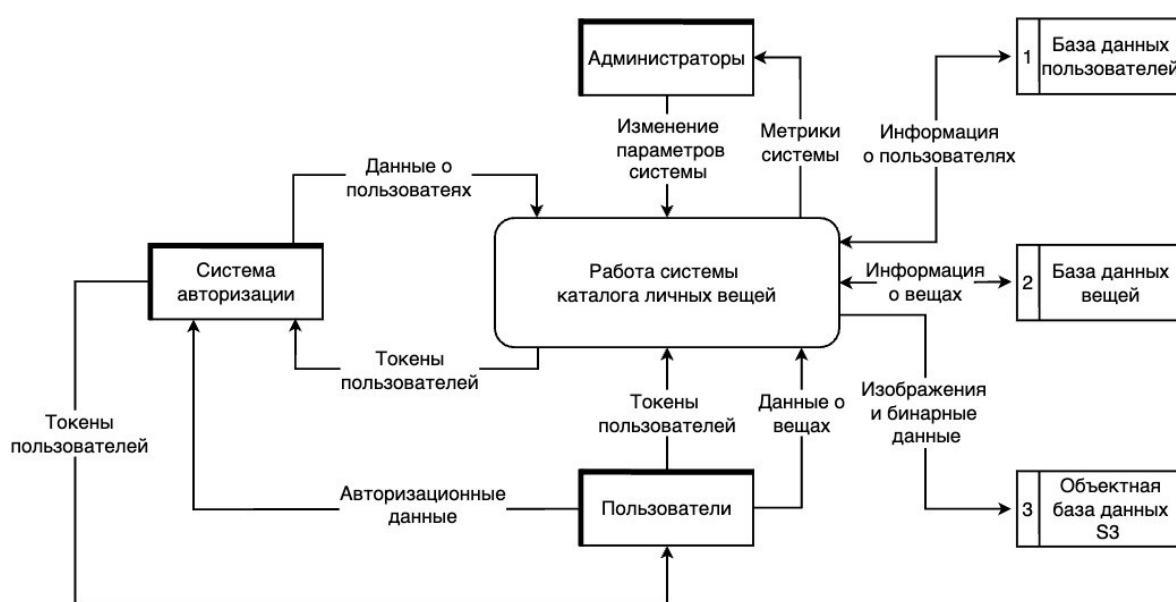 Администраторы
1
База данных
пользователей
Изменение
параметров
системы
Метрики
системы
Информация
о пользователях
Данные о
пользоватеях
Система
авторизации
Работа системы
каталога личных вещей
Информация
о вещах
2
База данных
вещей
Токены
пользователей
Токены
пользователей
Токены
пользователей
Данные о
вещах
Изображения
и бинарные
данные
Авторизационные
данные
Пользователи
3
Объектная
база данных
S3